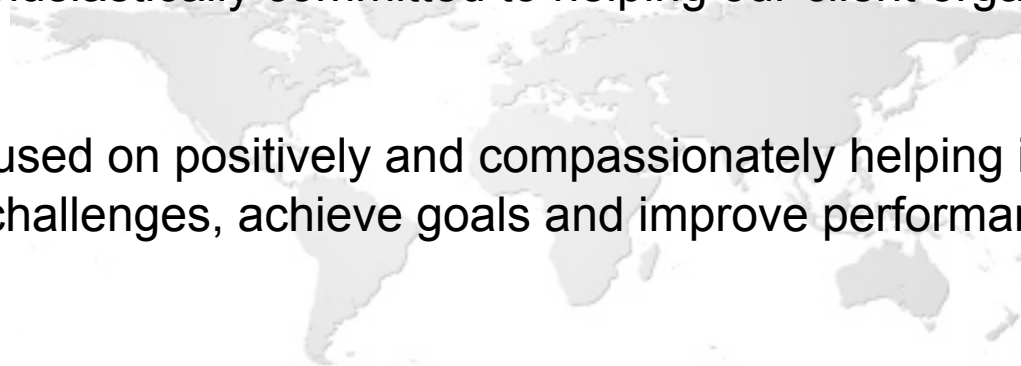 committed to helping our client
used on positively and compassionately helping
challenges, achieve goals and improve